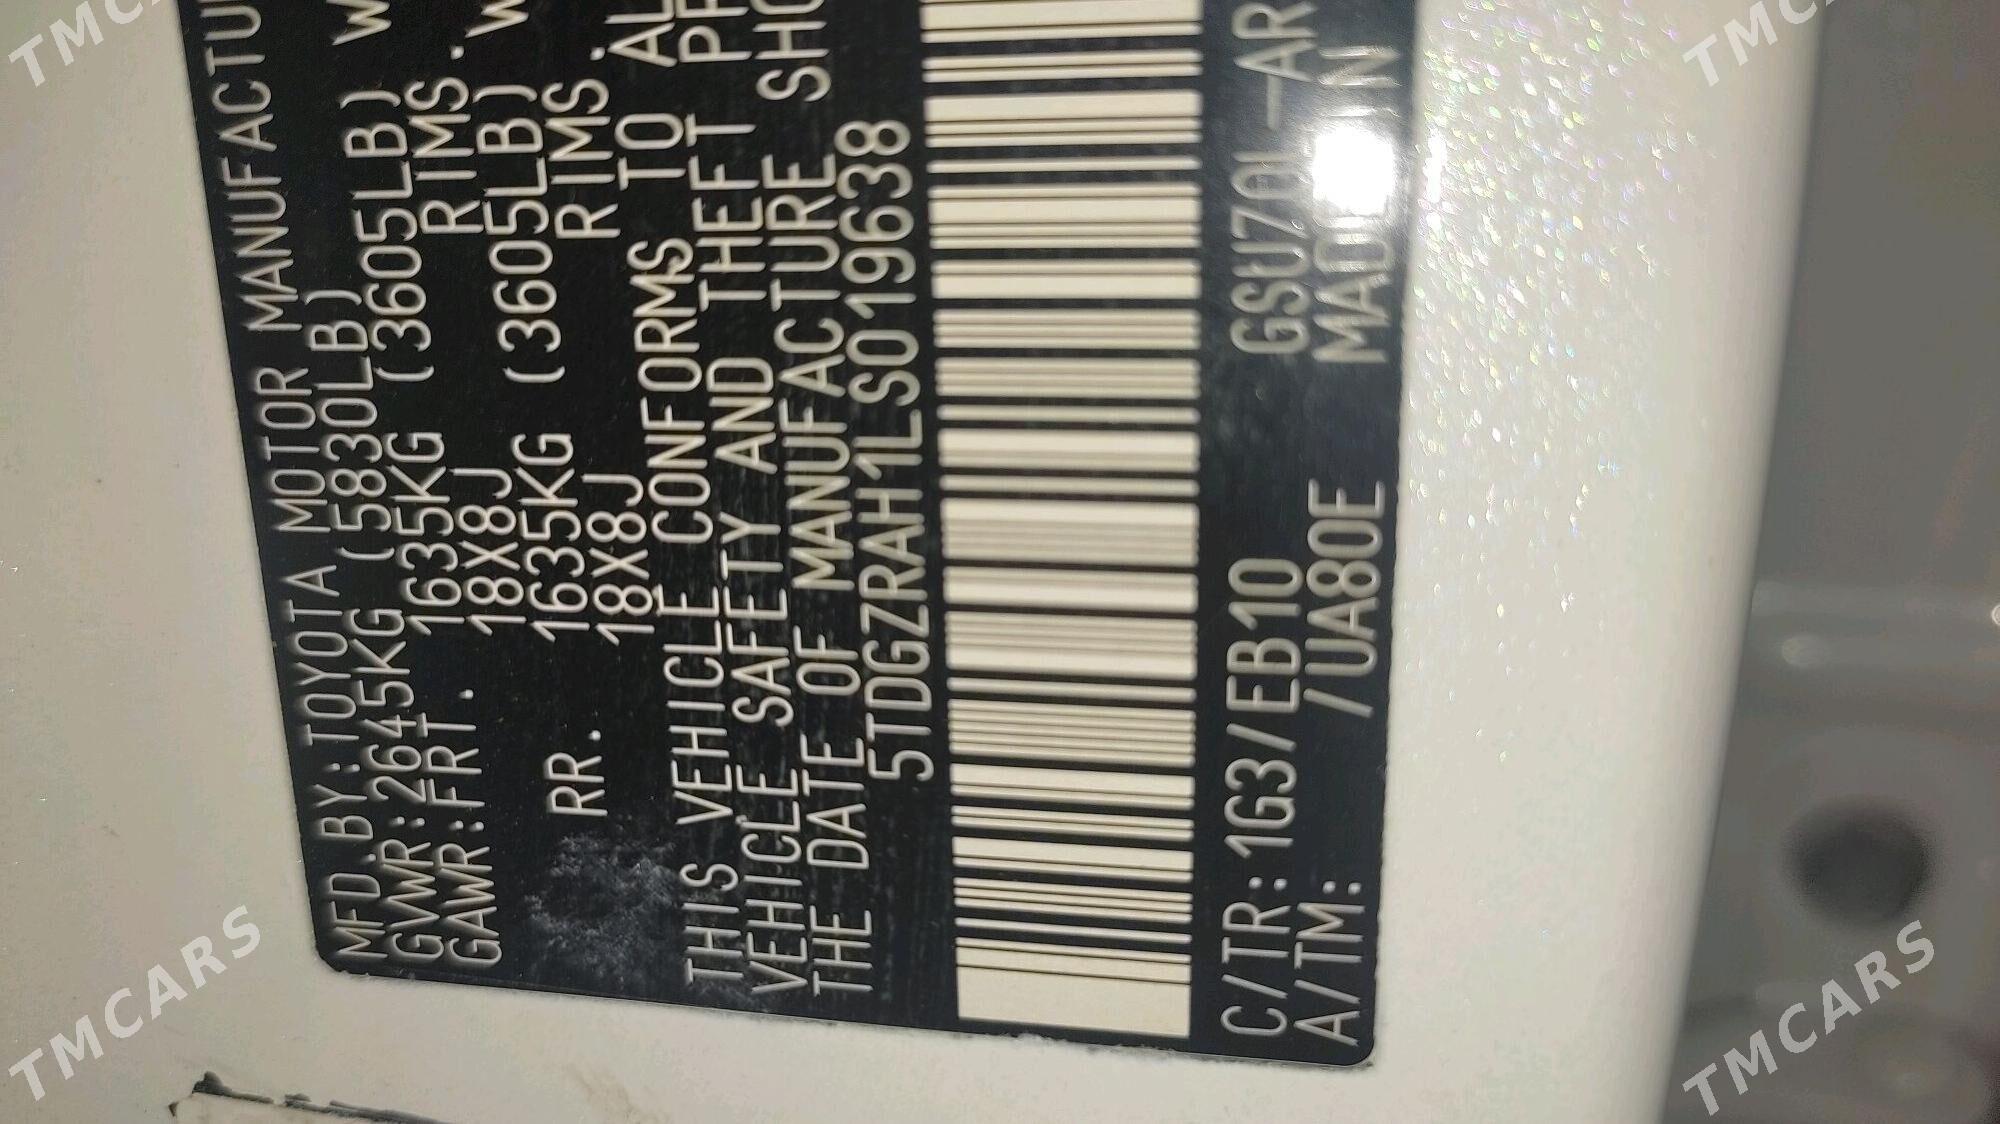 MFD.BY:TOYOTA MOTOR MANUFACTU
GVWR:2645KG (5830LB)
GAWR:FRT. 1635KG (3605LB) W
18X8J RIMS.
RR. 1635KG (3605LB) W
18X8J RIMS.
THIS VEHICLE CONFORMS TO AL
VEHICLE SAFETY AND THEFT PR
THE DATE OF MANUFACTURE SHO
5TDGZRAH1LS019638
C/TR:1G3/EB10 GSU70L-AR
A/TM: /UA80E MADE IN
TMCARS
TMCARS
TMCARS
TMCARS